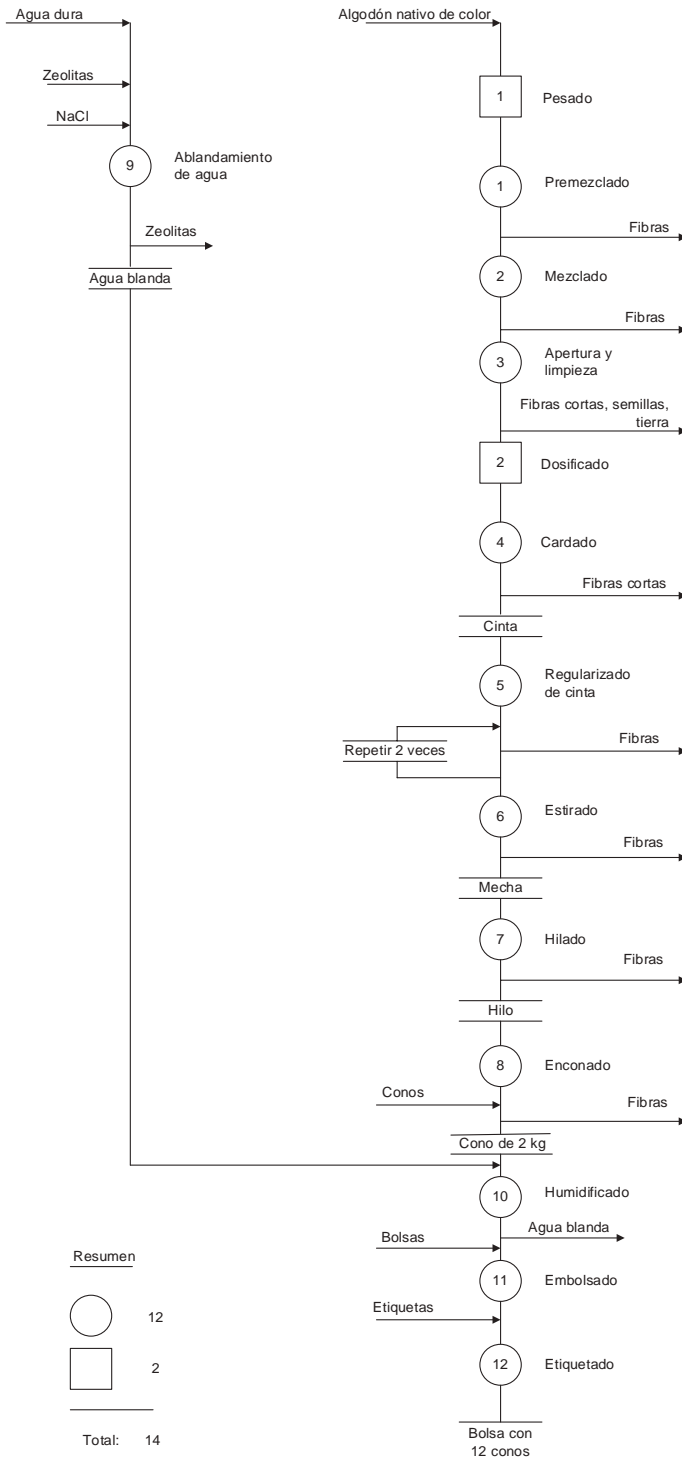 Agua dura
Zeolitas
NaCl
9
Ablandamiento
de agua
Zeolitas
Agua blanda
Algodón nativo de color
1
Pesado
1
Premezclado
Fibras
2
Mezclado
Fibras
3
Apertura y
limpieza
Fibras cortas, semillas,
tierra
2
Dosificado
4
Cardado
Fibras cortas
Cinta
5
Regularizado
de cinta
Repetir 2 veces
Fibras
6
Estirado
Fibras
Mecha
7
Hilado
Fibras
Hilo
8
Enconado
Conos
Fibras
Cono de 2 kg
10
Humidificado
Agua blanda
Bolsas
11
Embolsado
Etiquetas
12
Etiquetado
Bolsa con
12 conos
Resumen
12
2
Total: 14